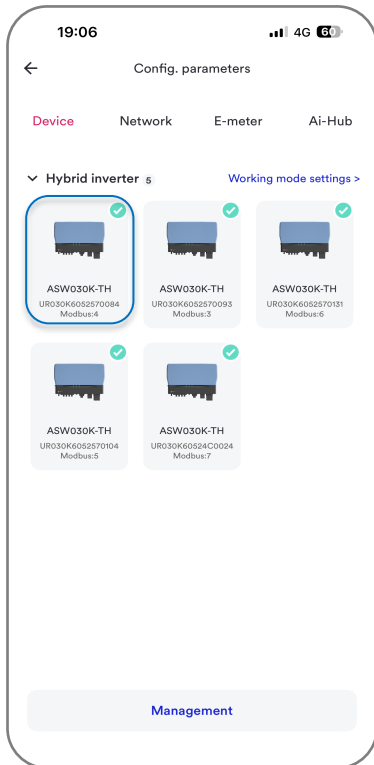 19:06
4G 60
Config. parameters
Device Network E-meter Ai-Hub
Hybrid inverter 5 Working mode settings >
ASW030K-TH
UR030K6052570084
Modbus:4
ASW030K-TH
UR030K6052570093
Modbus:3
ASW030K-TH
UR030K6052570131
Modbus:6
ASW030K-TH
UR030K6052570104
Modbus:5
ASW030K-TH
UR030K60524C0024
Modbus:7
Management